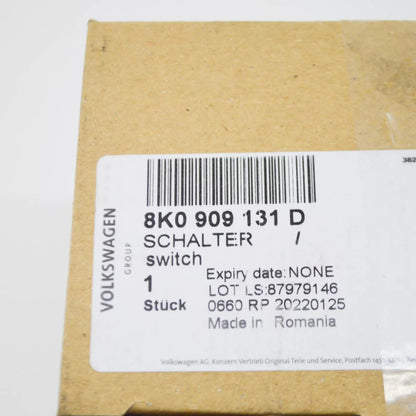 382
VOLKSWAGEN
GROUP
8K0 909 131 D
SCHALTER /
switch
1
Stück
Expiry date: NONE
LOT LS:87979146
0660 RP 20220125
Made in Romania
Volkswagen AG, Konzern Vertrieb Original Teile und Service, Postfach